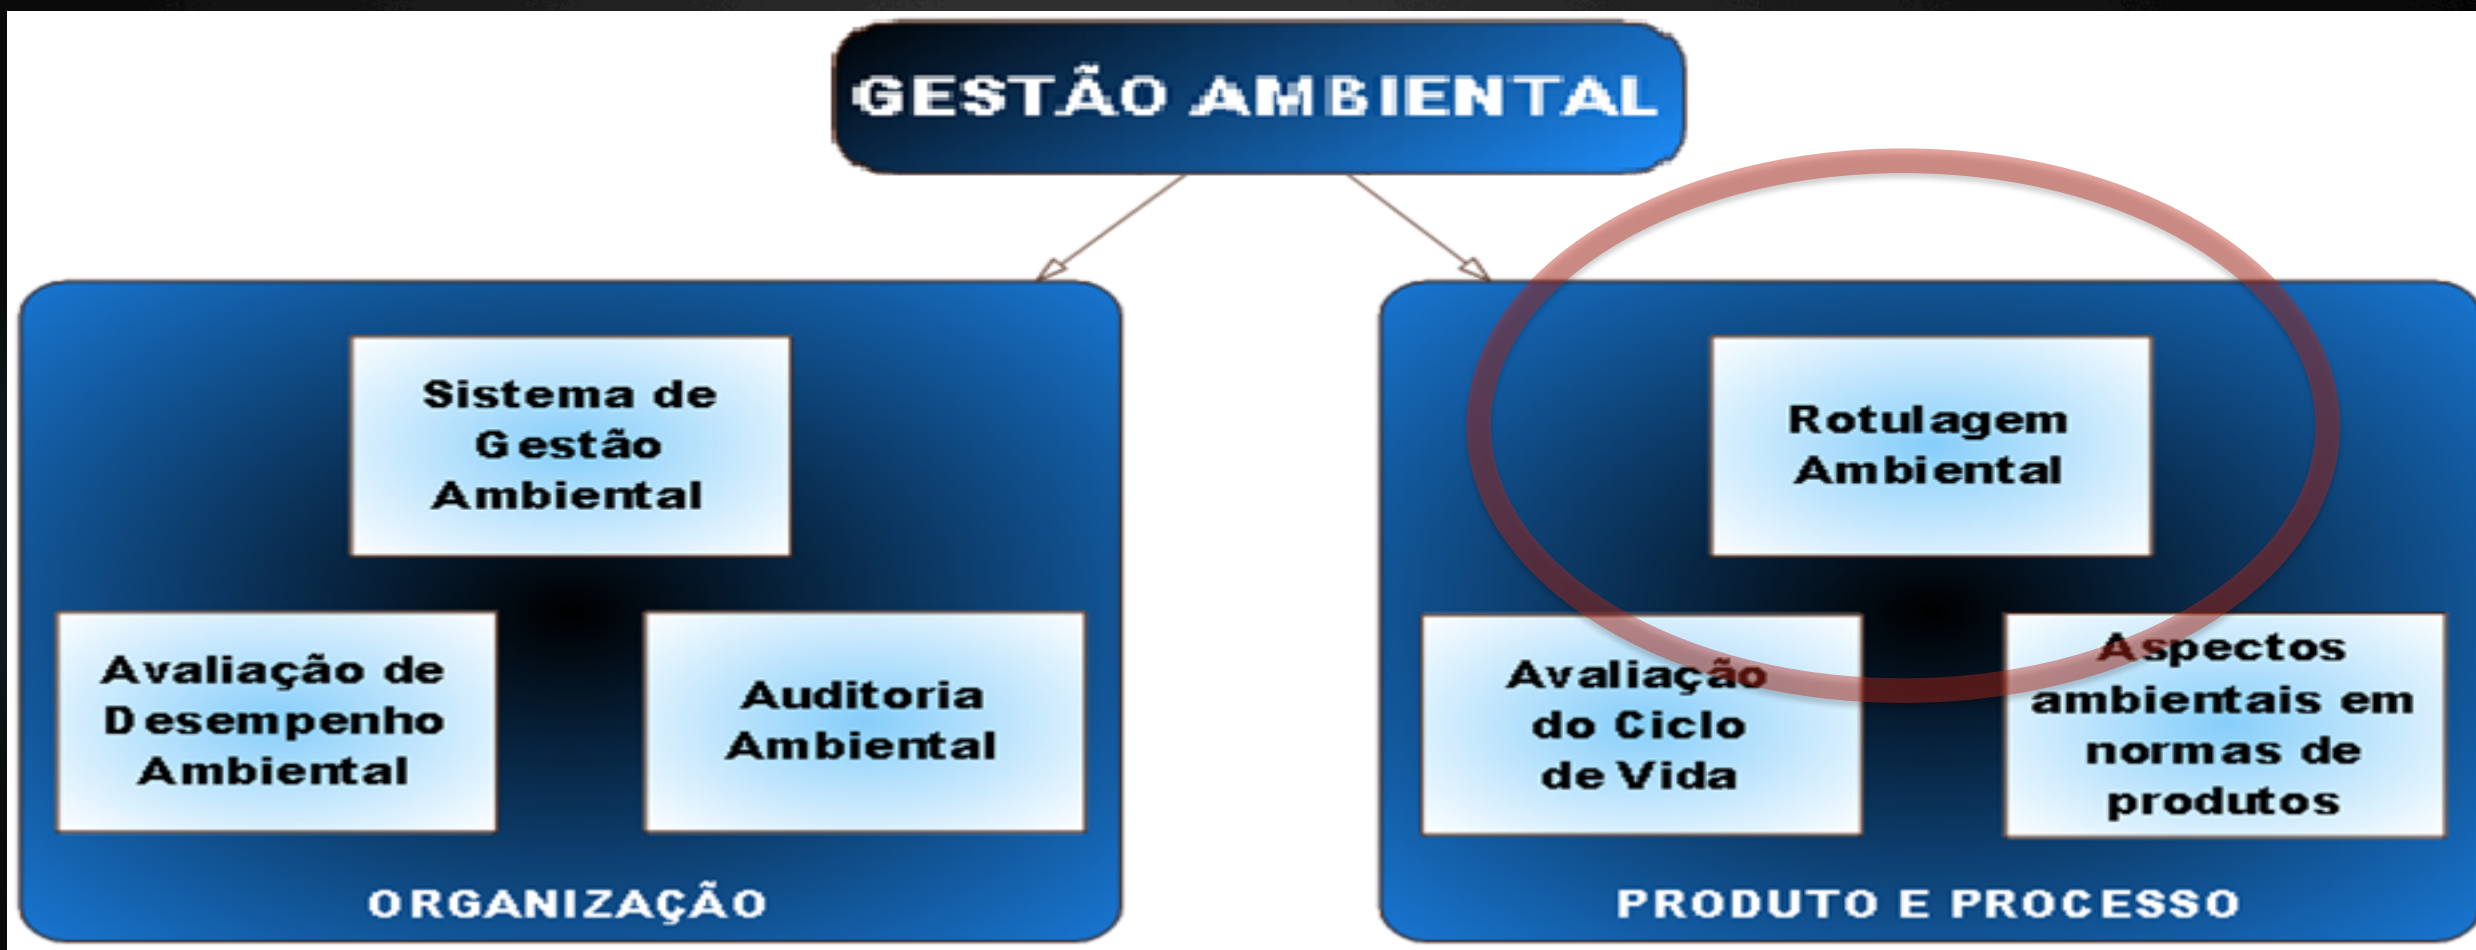 GESTÃO AMBIENTAL
Sistema de
Gestão
Ambiental
Avaliação de
Desempenho
Ambiental
Auditoria
Ambiental
ORGANIZAÇÃO
Rotulagem
Ambiental
Avaliação
do Ciclo
de Vida
Aspectos
ambientais em
normas de
produtos
PRODUTO E PROCESSO